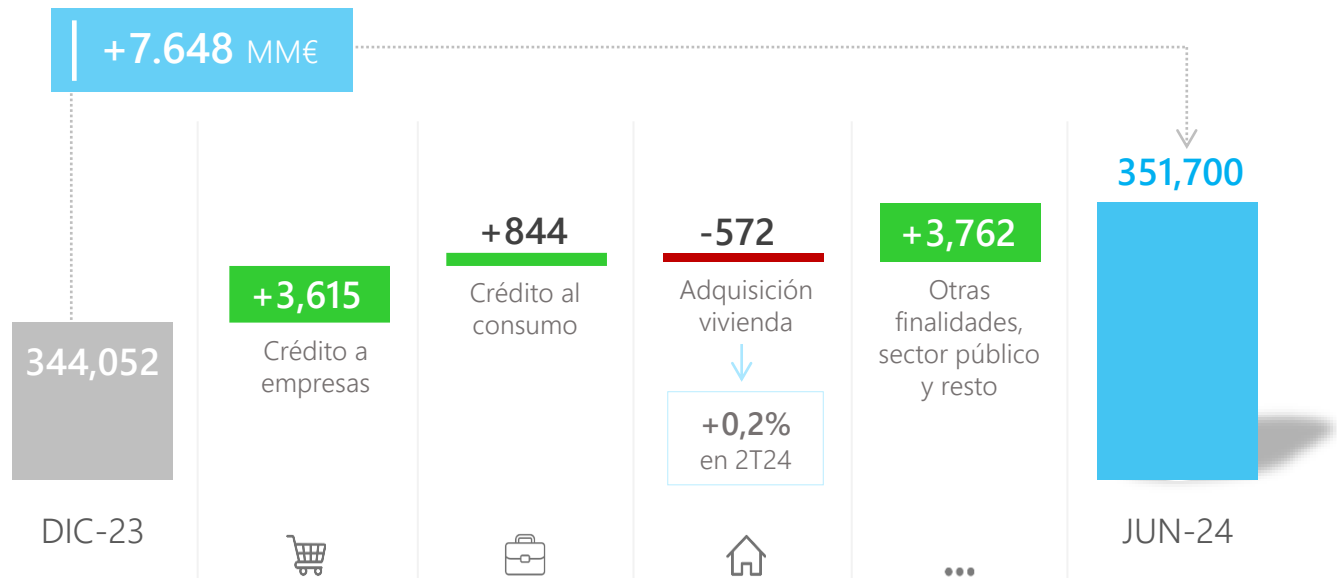 +7.648 MM€
344,052
DIC-23
+3,615
Crédito a
empresas
+844
Crédito al
consumo
-572
Adquisición
vivienda
+0,2%
en 2T24
+3,762
Otras
finalidades,
sector público
y resto
351,700
JUN-24